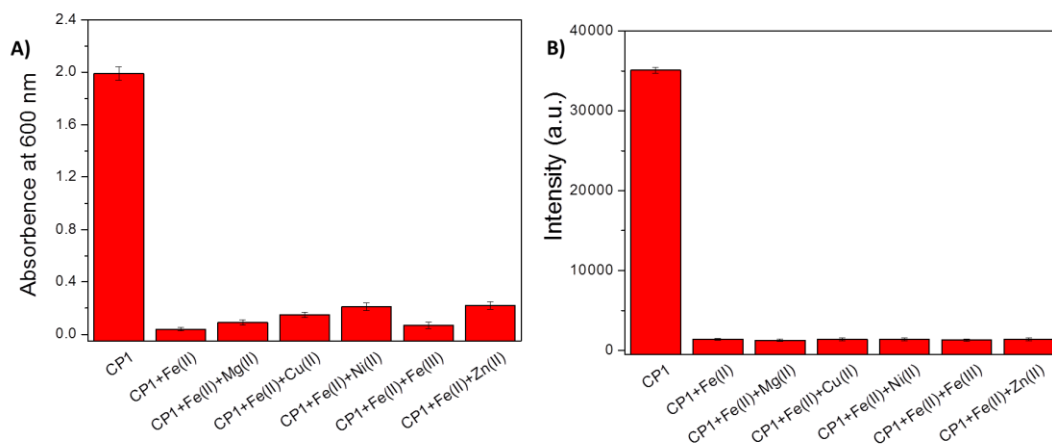 A)
Absorbence at 600 nm
2.4
2.0
1.6
1.2
0.8
0.4
0.0
CP1
CP1+Fe(II)
CP1+Fe(II)+Mg(II)
CP1+Fe(II)+Cu(II)
CP1+Fe(II)+Ni(II)
CP1+Fe(II)+Fe(III)
CP1+Fe(II)+Zn(II)
B)
Intensity (a.u.)
40000
30000
20000
10000
0
CP1
CP1+Fe(II)
CP1+Fe(II)+Mg(II)
CP1+Fe(II)+Cu(II)
CP1+Fe(II)+Ni(II)
CP1+Fe(II)+Fe(III)
CP1+Fe(II)+Zn(II)